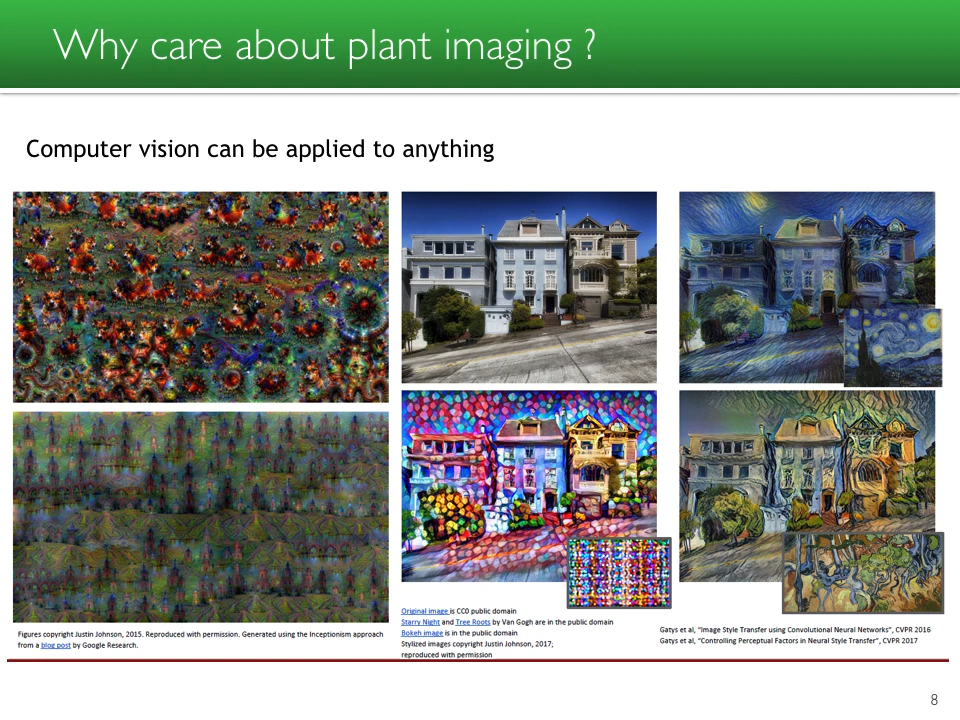 Why care about plant imaging ?
Computer vision can be applied to anything
Figures copyright Justin Johnson, 2015. Reproduced with permission. Generated using the Inceptionism approach
from a blog post by Google Research.
Original image is CC0 public domain
Starry Night and Tree Roots by Van Gogh are in the public domain
Bokeh image is in the public domain
Stylized images copyright Justin Johnson, 2017;
reproduced with permission
Gatys et al, “Image Style Transfer using Convolutional Neural Networks”, CVPR 2016
Gatys et al, “Controlling Perceptual Factors in Neural Style Transfer”, CVPR 2017
8